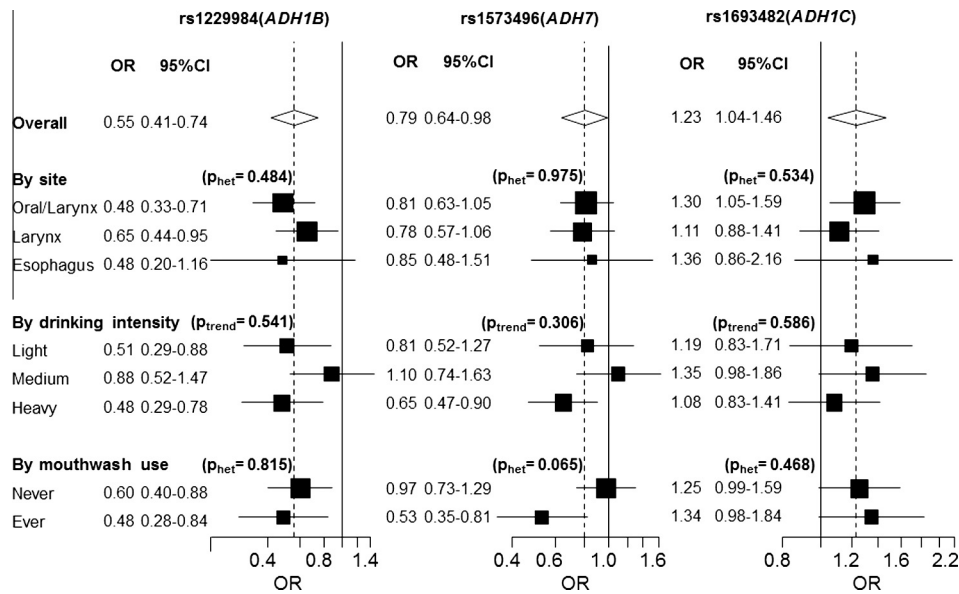 rs1229984(ADH1B) rs1573496(ADH7) rs1693482(ADH1C)
OR 95%CI OR 95%CI OR 95%CI
Overall 0.55 0.41-0.74 0.79 0.64-0.98 1.23 1.04-1.46
By site (phet= 0.484) (phet= 0.975) (phet= 0.534)
Oral/Larynx 0.48 0.33-0.71 0.81 0.63-1.05 1.30 1.05-1.59
Larynx 0.65 0.44-0.95 0.78 0.57-1.06 1.11 0.88-1.41
Esophagus 0.48 0.20-1.16 0.85 0.48-1.51 1.36 0.86-2.16
By drinking intensity (ptrend= 0.541) (ptrend= 0.306) (ptrend= 0.586)
Light 0.51 0.29-0.88 0.81 0.52-1.27 1.19 0.83-1.71
Medium 0.88 0.52-1.47 1.10 0.74-1.63 1.35 0.98-1.86
Heavy 0.48 0.29-0.78 0.65 0.47-0.90 1.08 0.83-1.41
By mouthwash use (phet= 0.815) (phet= 0.065) (phet= 0.468)
Never 0.60 0.40-0.88 0.97 0.73-1.29 1.25 0.99-1.59
Ever 0.48 0.28-0.84 0.53 0.35-0.81 1.34 0.98-1.84
0.4 0.8 1.4 0.4 0.6 1.0 1.6 0.8 1.2 1.6 2.2
OR OR OR